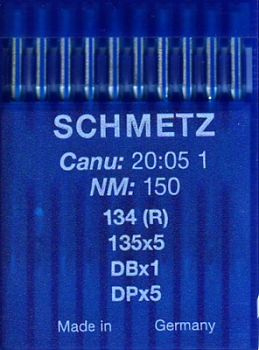 SCHMETZ
Canu: 20:05 1
NM: 150
134 (R)
135x5
DBx1
DPx5
Made in Germany